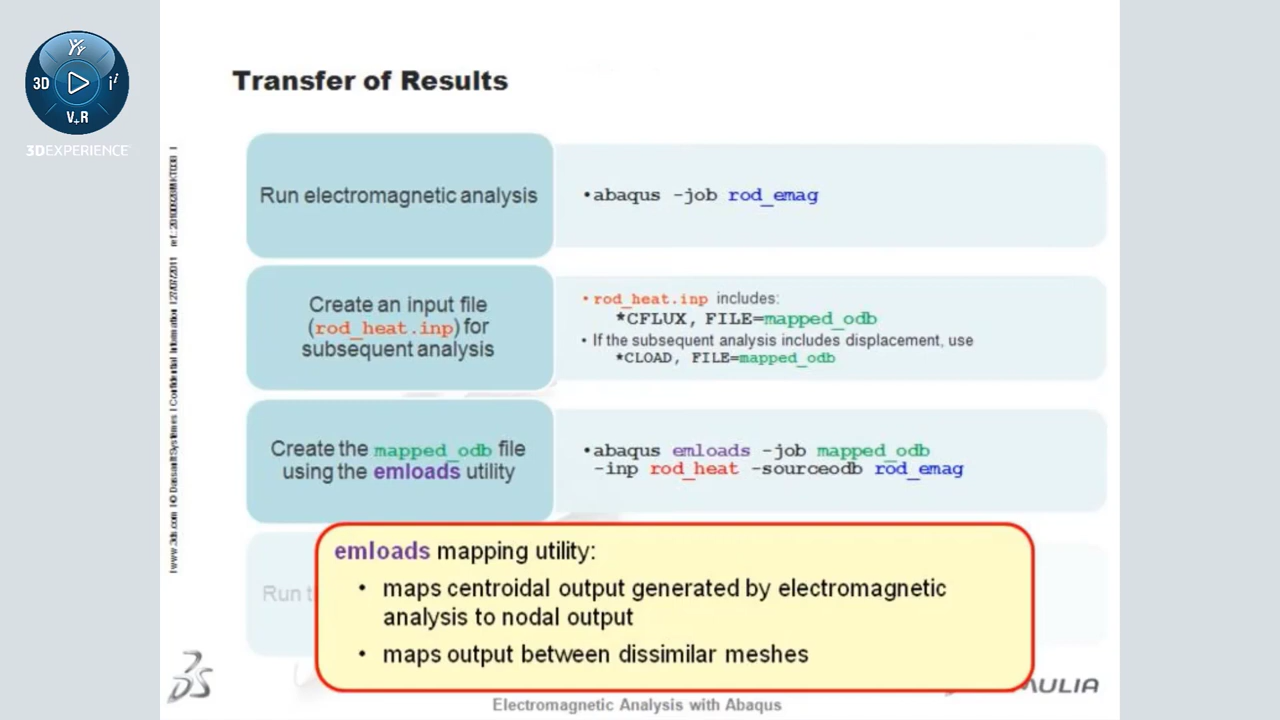 3D
V+R
3DEXPERIENCE
Transfer of Results
Run electromagnetic analysis
•abaqus -job rod_emag
Create an input file
(rod_heat.inp) for
subsequent analysis
• rod_heat.inp includes:
*CFLUX, FILE=mapped_odb
• If the subsequent analysis includes displacement, use
*CLOAD, FILE=mapped_odb
Create the mapped_odb file
using the emloads utility
•abaqus emloads -job mapped_odb
-inp rod_heat -sourceodb rod_emag
Run t
emloads mapping utility:
• maps centroidal output generated by electromagnetic
analysis to nodal output
• maps output between dissimilar meshes
Electromagnetic Analysis with Abaqus